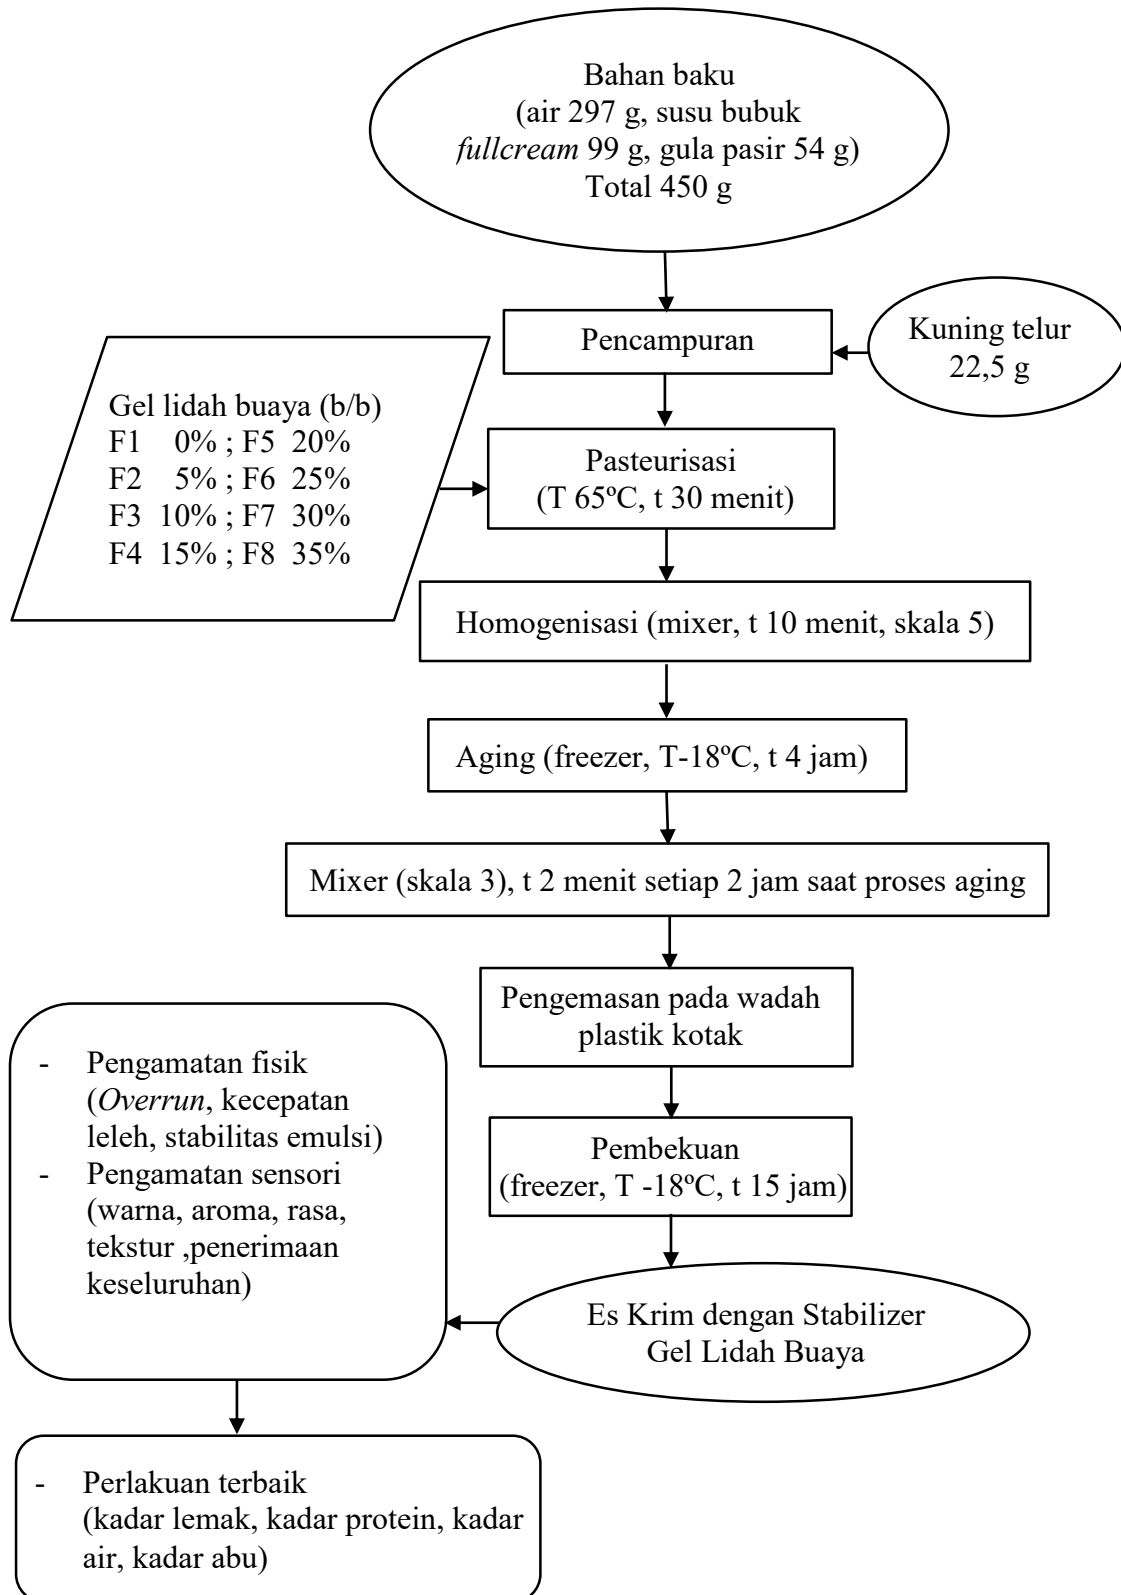 Bahan baku
(air 297 g, susu bubuk
fullcream 99 g, gula pasir 54 g)
Total 450 g
Pencampuran
Kuning telur
22,5 g
Gel lidah buaya (b/b)
F1 0% ; F5 20%
F2 5% ; F6 25%
F3 10% ; F7 30%
F4 15% ; F8 35%
Pasteurisasi
(T 65ºC, t 30 menit)
Homogenisasi (mixer, t 10 menit, skala 5)
Aging (freezer, T-18ºC, t 4 jam)
Mixer (skala 3), t 2 menit setiap 2 jam saat proses aging
Pengemasan pada wadah
plastik kotak
Pembekuan
(freezer, T -18ºC, t 15 jam)
Es Krim dengan Stabilizer
Gel Lidah Buaya
- Pengamatan fisik
(Overrun, kecepatan
leleh, stabilitas emulsi)
- Pengamatan sensori
(warna, aroma, rasa,
tekstur ,penerimaan
keseluruhan)
- Perlakuan terbaik
(kadar lemak, kadar protein, kadar
air, kadar abu)